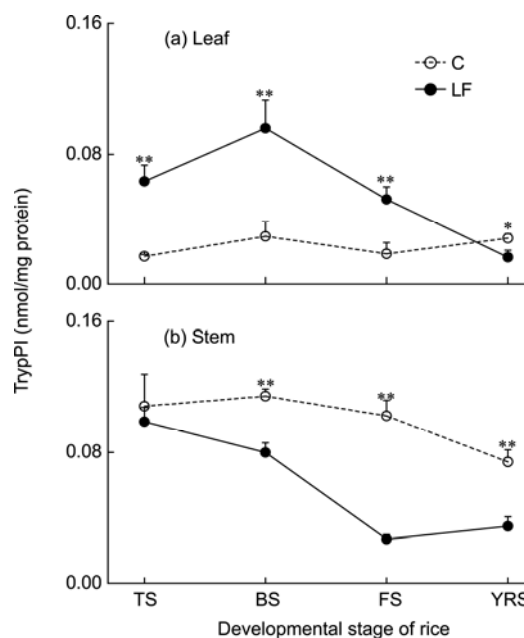 0.16
(a) Leaf
C
LF
**
**
**
*
0.08
0.00
TrypPI (nmol/mg protein)
0.16
(b) Stem
**
**
**
0.08
0.00
TS BS FS YRS
Developmental stage of rice